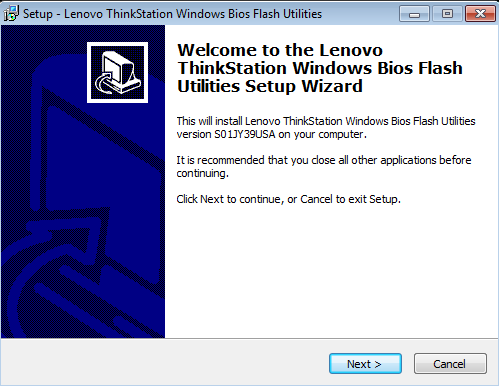 Setup - Lenovo ThinkStation Windows Bios Flash Utilities
Welcome to the Lenovo
ThinkStation Windows Bios Flash
Utilities Setup Wizard
This will install Lenovo ThinkStation Windows Bios Flash Utilities
version S01JY39USA on your computer.
It is recommended that you close all other applications before
continuing.
Click Next to continue, or Cancel to exit Setup.
Next >
Cancel